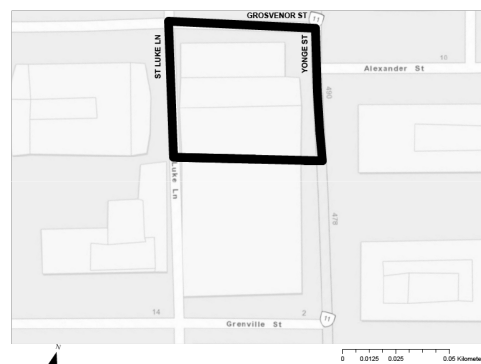 GROSVENOR ST
11
ST LUKE LN
YONGE ST
10
Alexander St
480
Luke Ln
479
14
2
Grenville St
11
N
0 0.0125 0.025 0.05 Kilomete